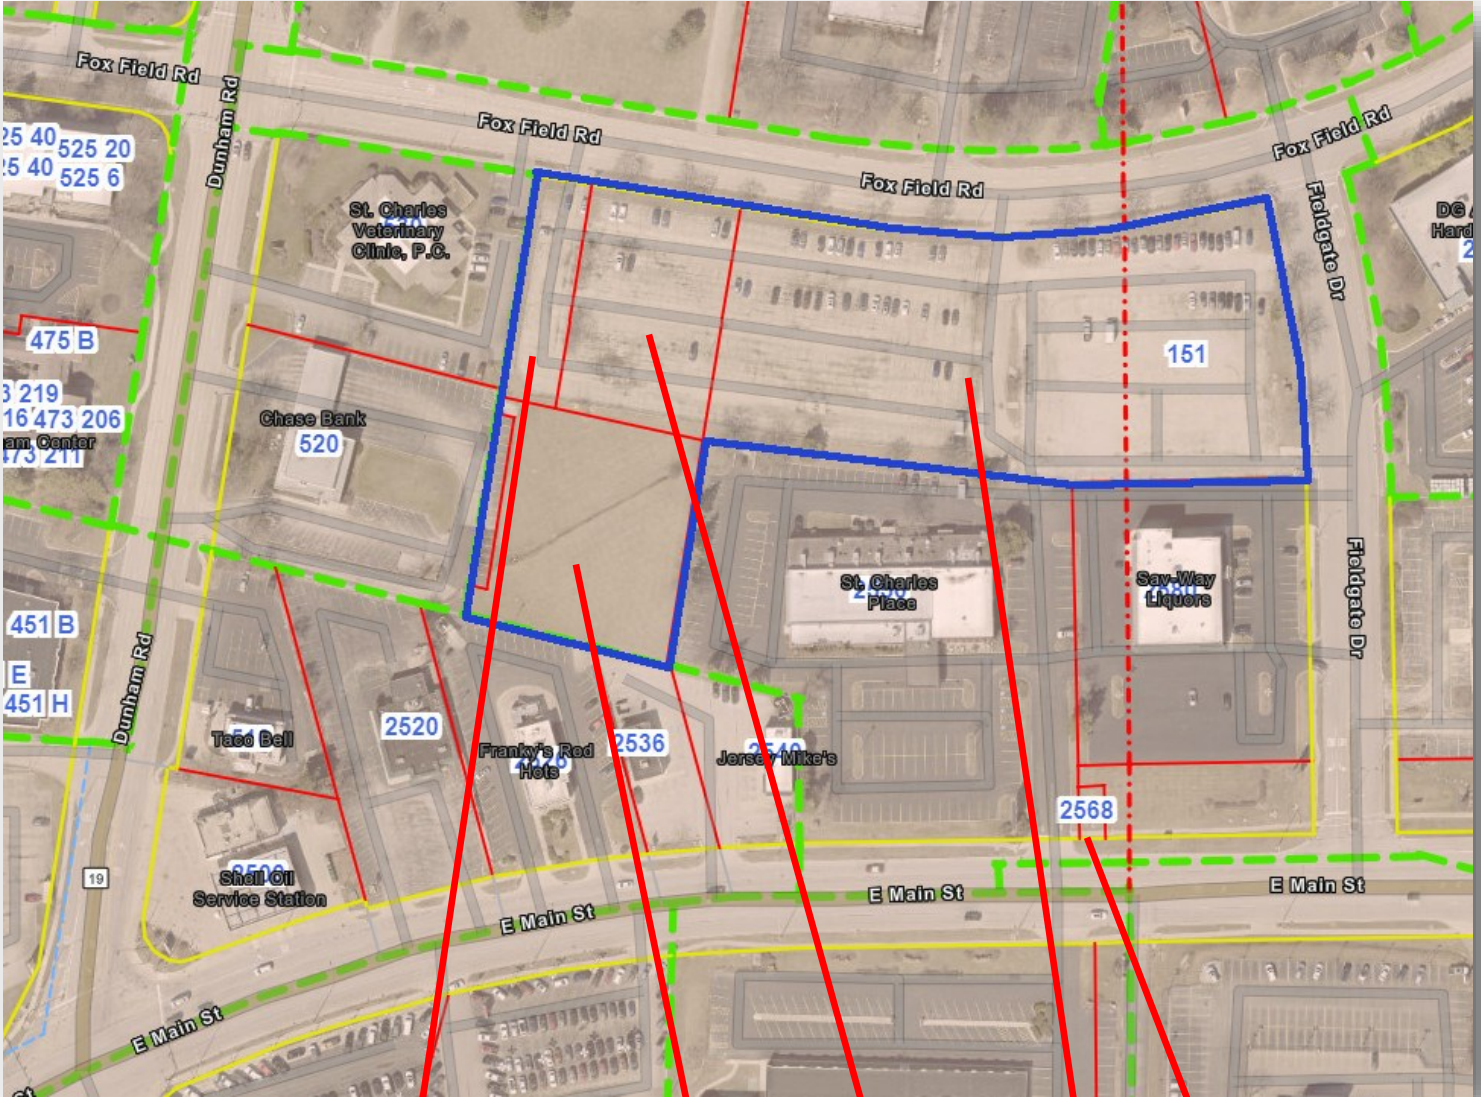 Fox Field Rd
Dunham Rd
Fox Field Rd
Fox Field Rd
Fox Field Rd
Fieldgate Dr
25 40
525 20
25 40
525 6
St. Charles
Veterinary
Clinic, P.C.
DG
Hard
2
475 B
151
3 219
16
473 206
Chase Bank
520
am Center
473 211
St. Charles
Place
Sav-Way
Liquors
Fieldgate Dr
451 B
E
451 H
Dunham Rd
Taco Bell
2520
Franky's Red
Hots
2536
Jersey Mike's
2568
Shell Oil
Service Station
19
E Main St
E Main St
E Main St
E Main St
St